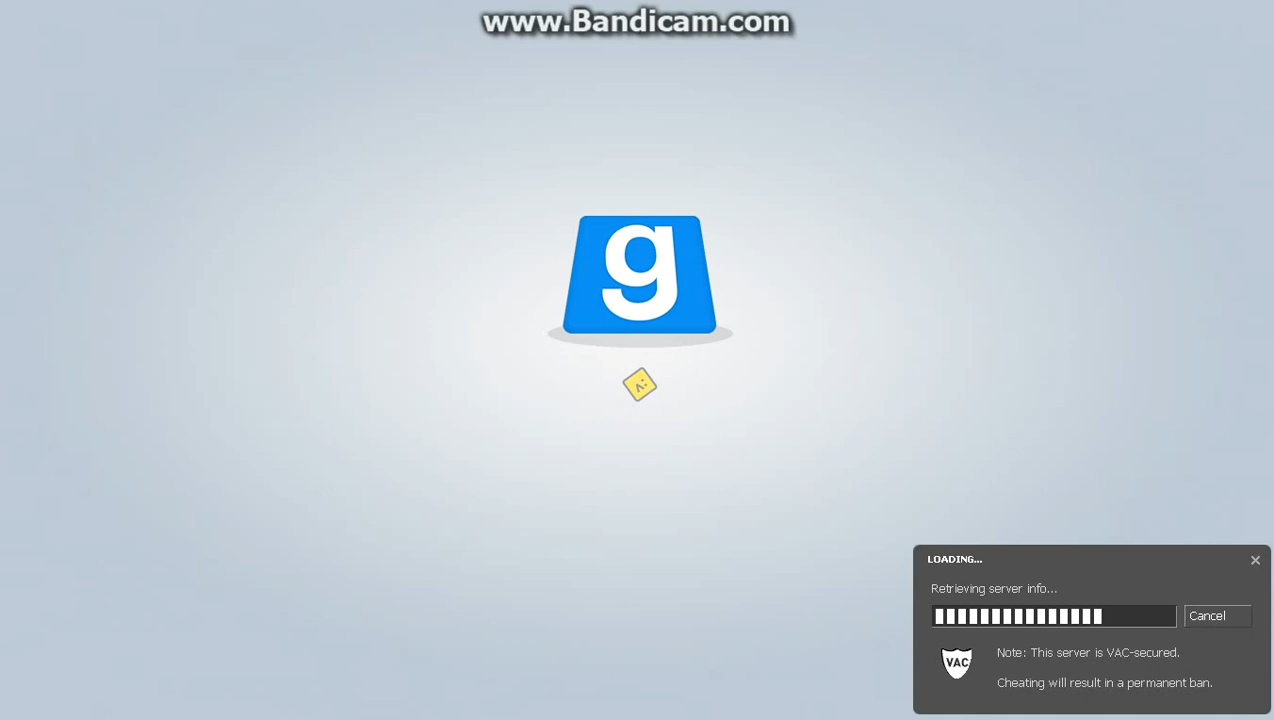 www.Bandicam.com
g
LOADING...
Retrieving server info...
Cancel
VAC
Note: This server is VAC-secured.
Cheating will result in a permanent ban.